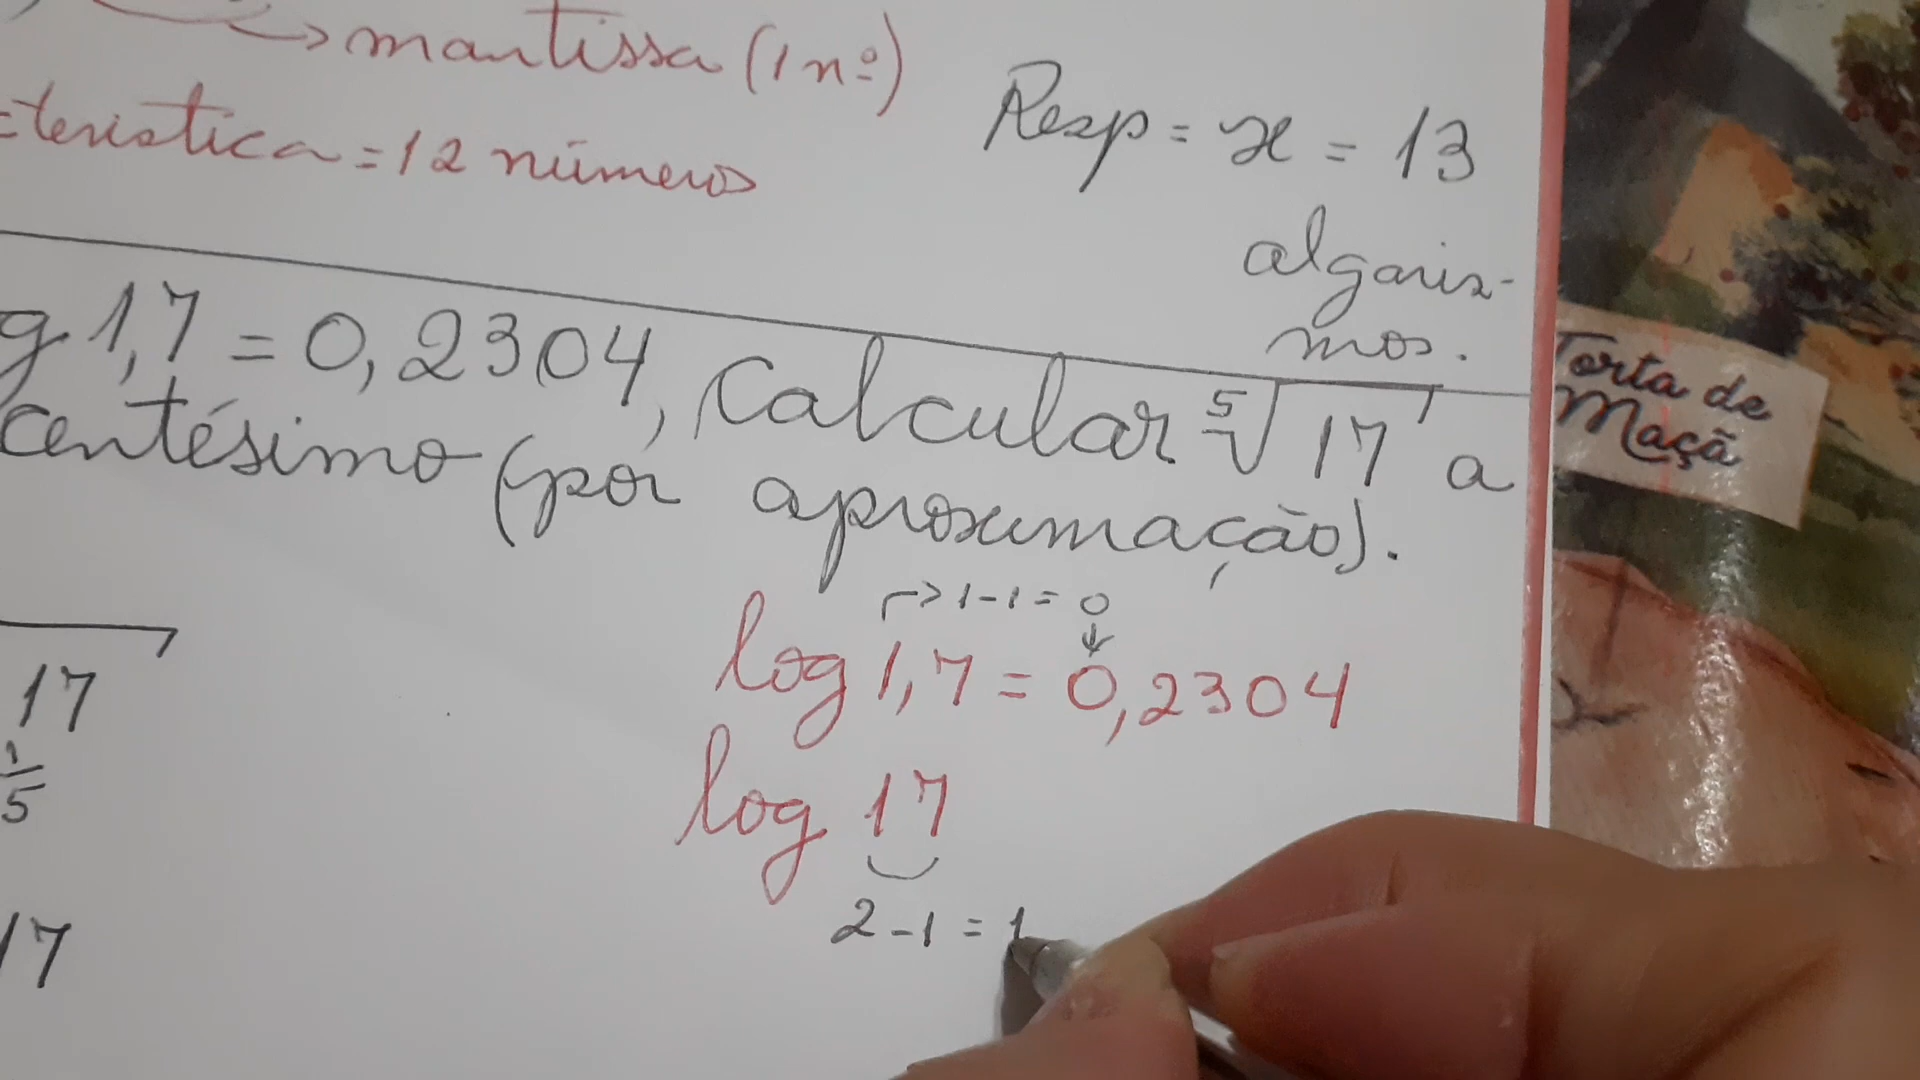 → mantissa (1 nº)
terística = 12 números
Resp = x = 13
algaris-
mos.
g 1,7 = 0,2304, Calcular ⁵√17 a
centésimo (por aproximação).
17
1/5
17
→ 1-1 = 0
↓
log 1,7 = 0,2304
log 17
2-1 = 1
Torta de
Maçã